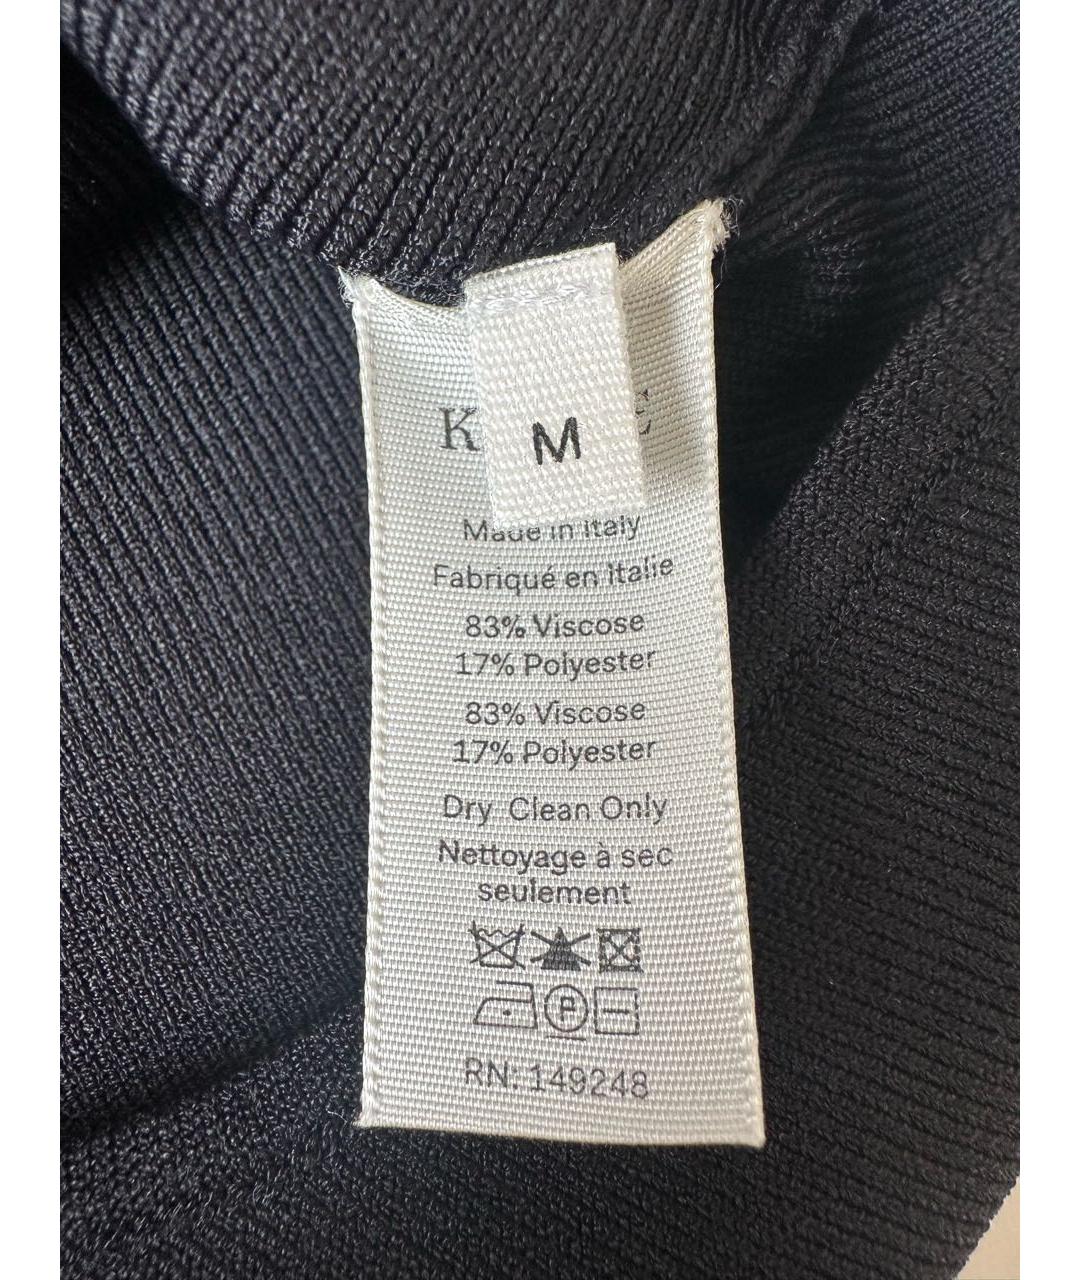 M
Made in Italy
Fabriqué en Italie
83% Viscose
17% Polyester
83% Viscose
17% Polyester
Dry Clean Only
Nettoyage à sec
seulement
P
RN: 149248